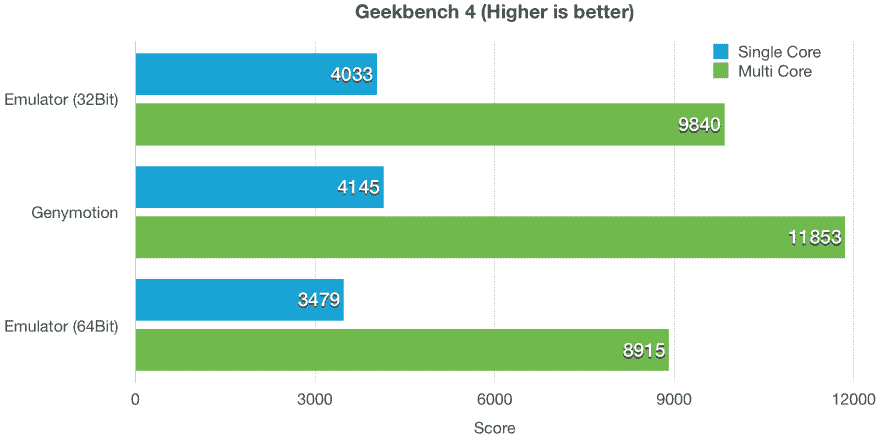 Geekbench 4 (Higher is better)
Single Core
Multi Core
Emulator (32Bit)
4033
9840
Genymotion
4145
11853
Emulator (64Bit)
3479
8915
0 3000 6000 9000 12000
Score